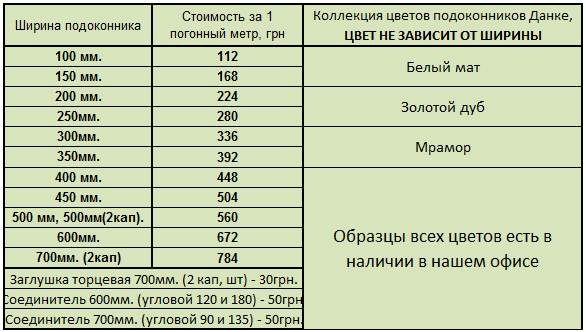 Ширина подоконника
Стоимость за 1
погонный метр, грн
Коллекция цветов подоконников Данке,
ЦВЕТ НЕ ЗАВИСИТ ОТ ШИРИНЫ
100 мм. 112
150 мм. 168
Белый мат
200 мм. 224
250мм. 280
Золотой дуб
300мм. 336
350мм. 392
Мрамор
400 мм. 448
450 мм. 504
500 мм, 500мм(2кап). 560
600мм. 672
700мм. (2кап) 784
Образцы всех цветов есть в
наличии в нашем офисе
Заглушка торцевая 700мм. (2 кап, шт) - 30грн.
Соединитель 600мм. (угловой 120 и 180) - 50грн
Соединитель 700мм. (угловой 90 и 135) - 50грн.